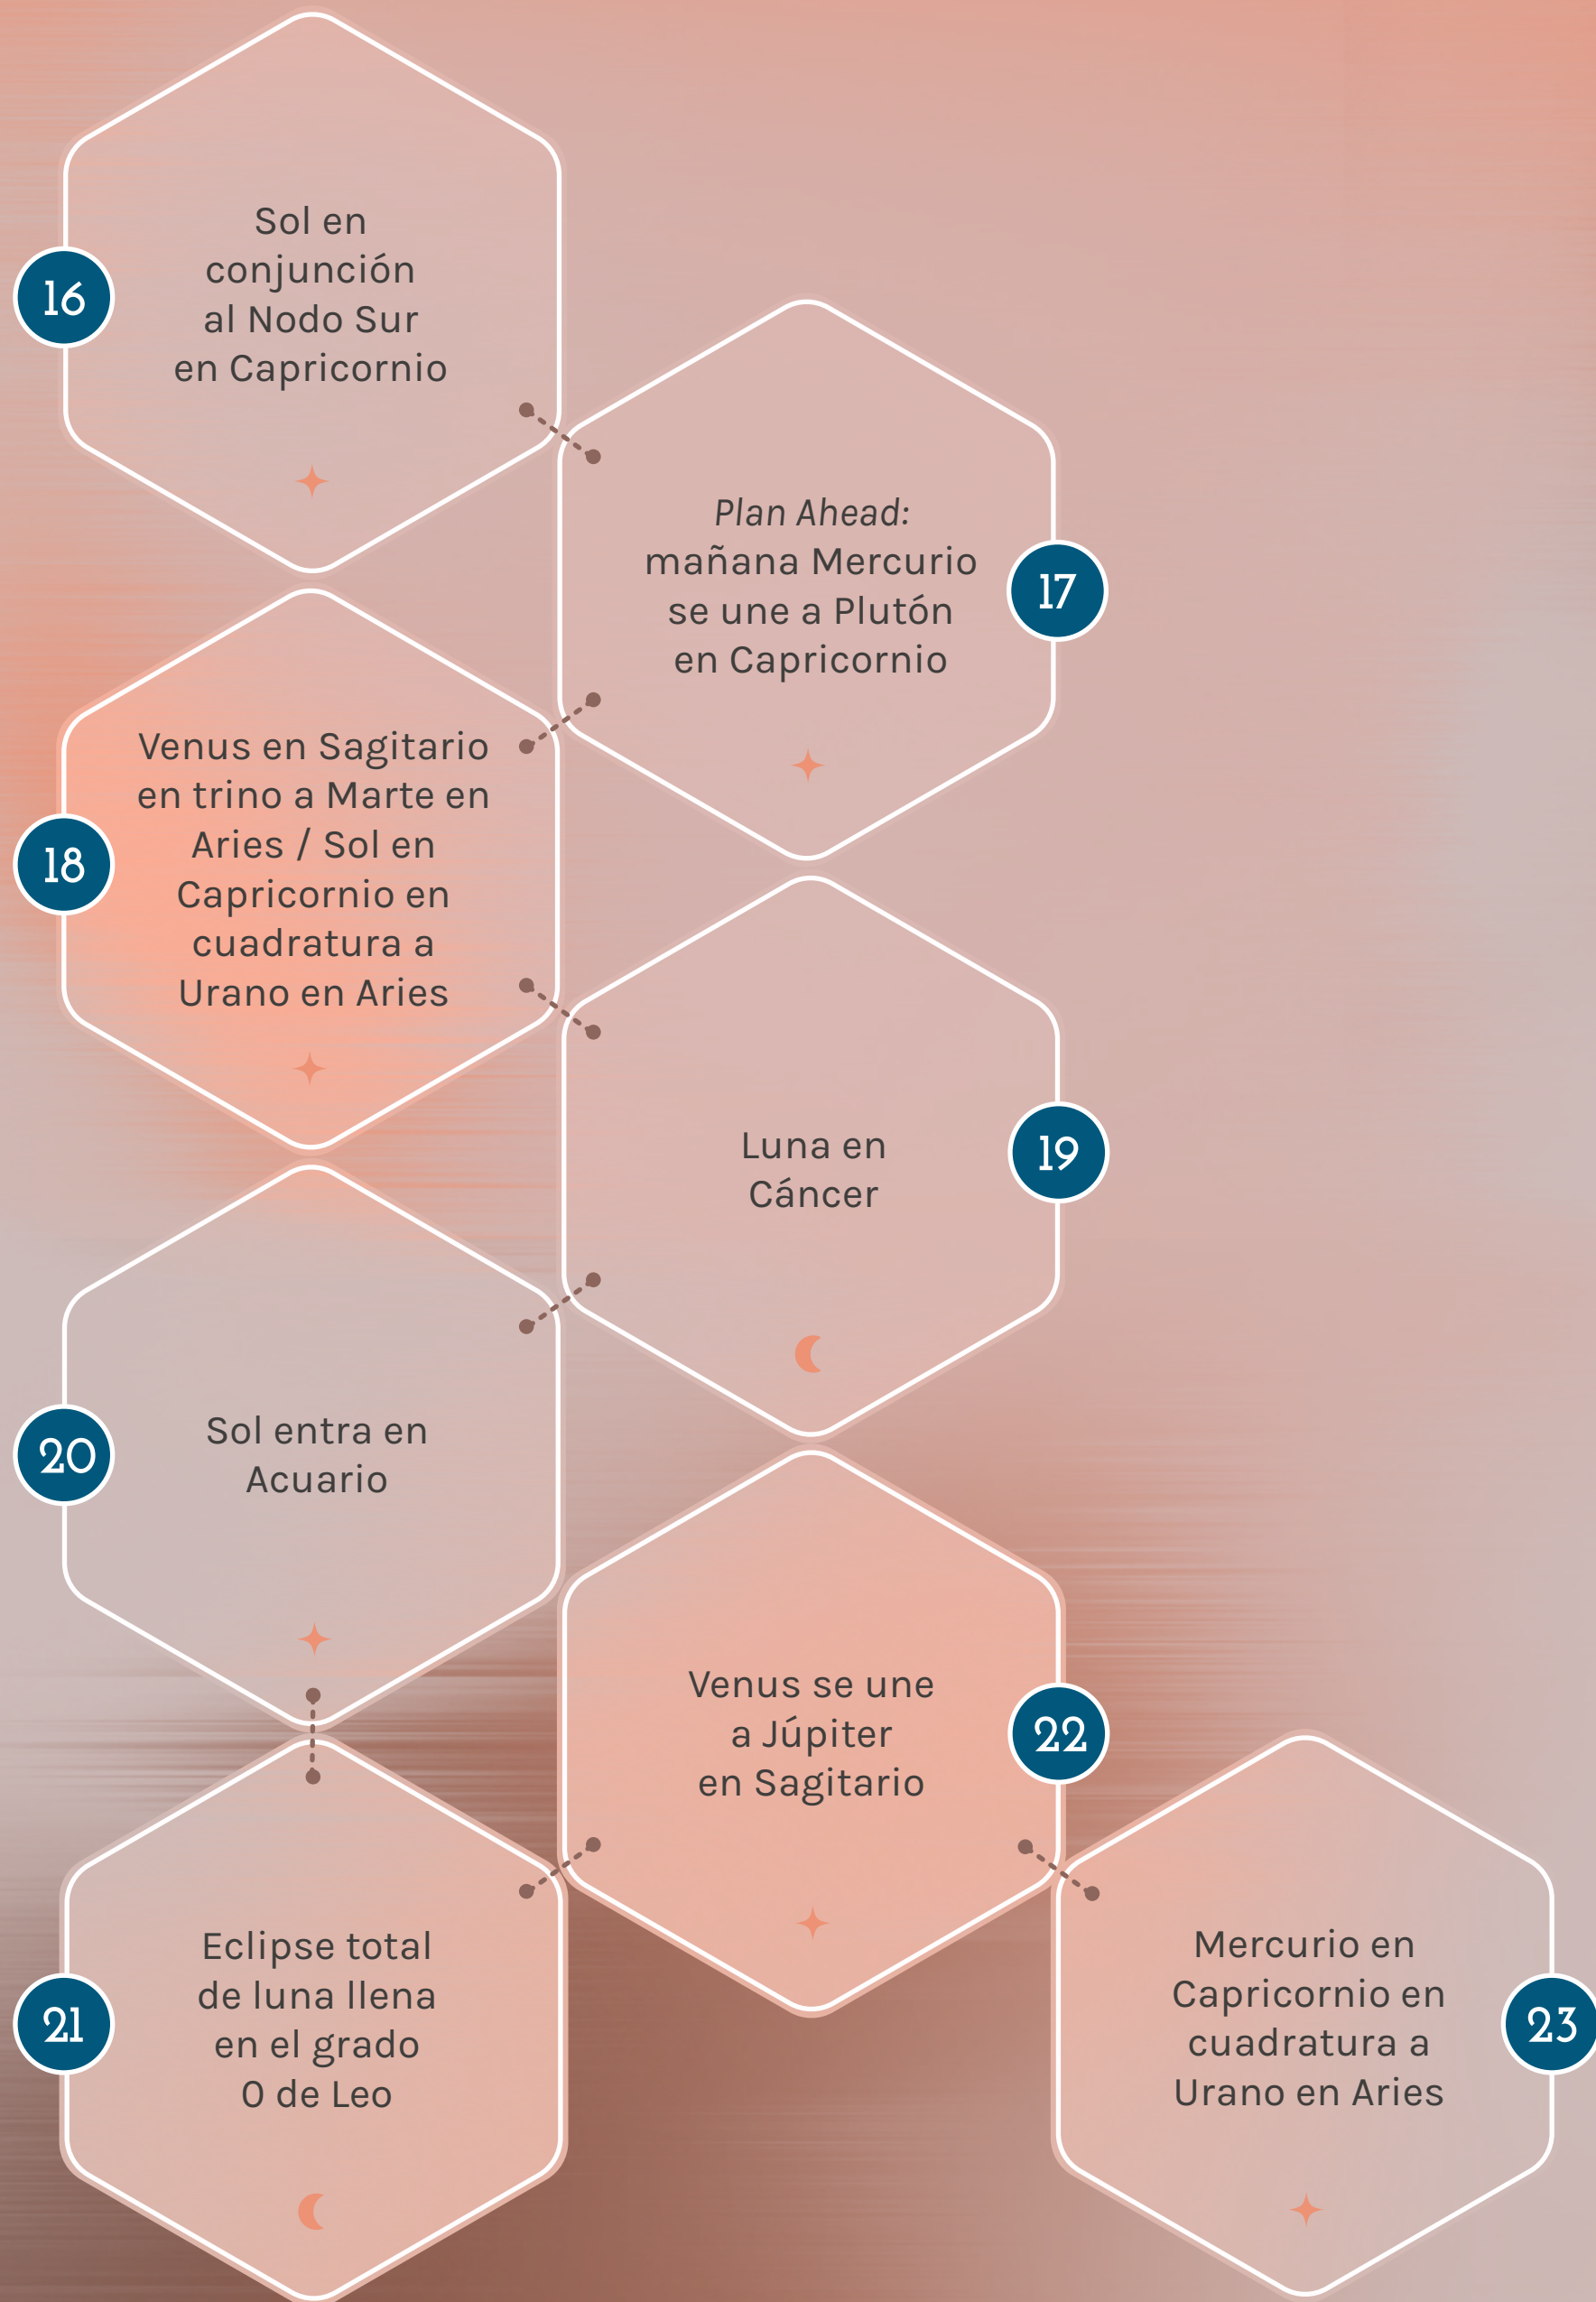 16
Sol en
conjunción
al Nodo Sur
en Capricornio
17
Plan Ahead:
mañana Mercurio
se une a Plutón
en Capricornio
18
Venus en Sagitario
en trino a Marte en
Aries / Sol en
Capricornio en
cuadratura a
Urano en Aries
19
Luna en
Cáncer
20
Sol entra en
Acuario
21
Eclipse total
de luna llena
en el grado
0 de Leo
22
Venus se une
a Júpiter
en Sagitario
23
Mercurio en
Capricornio en
cuadratura a
Urano en Aries